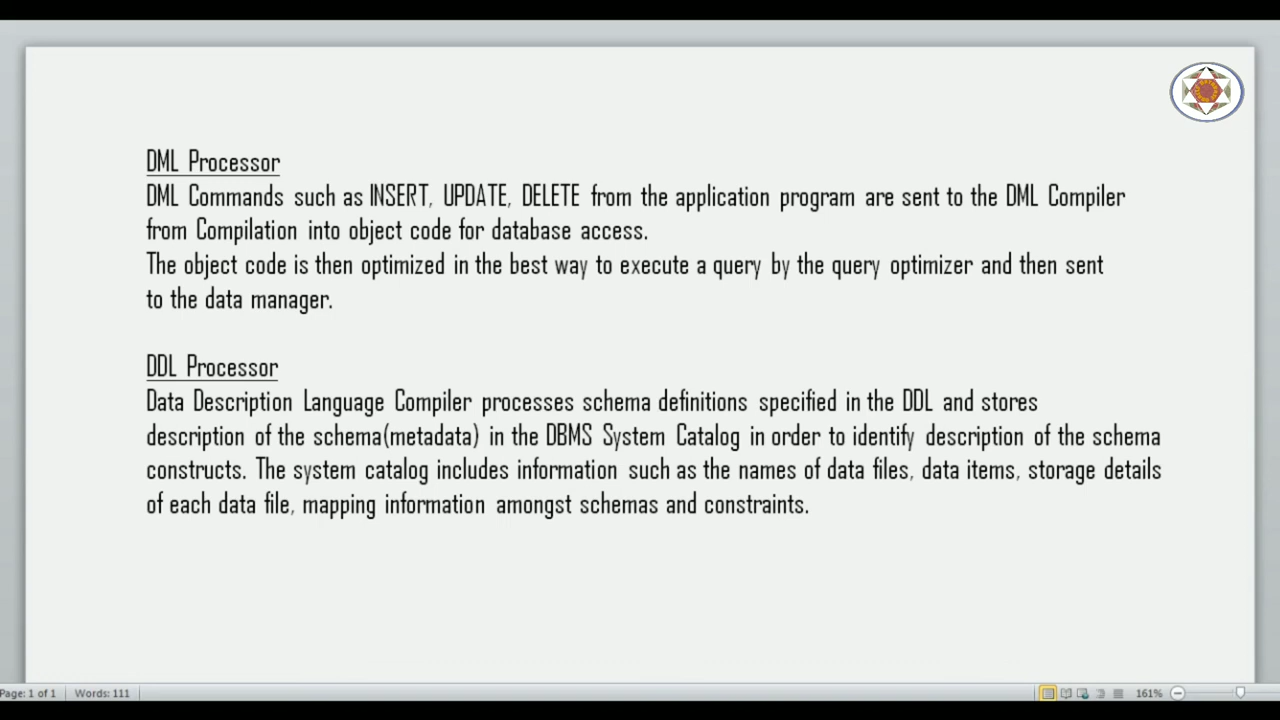 DML Processor
DML Commands such as INSERT, UPDATE, DELETE from the application program are sent to the DML Compiler
from Compilation into object code for database access.
The object code is then optimized in the best way to execute a query by the query optimizer and then sent
to the data manager.
DDL Processor
Data Description Language Compiler processes schema definitions specified in the DDL and stores
description of the schema(metadata) in the DBMS System Catalog in order to identify description of the schema
constructs. The system catalog includes information such as the names of data files, data items, storage details
of each data file, mapping information amongst schemas and constraints.
Page: 1 of 1 Words: 111 161%